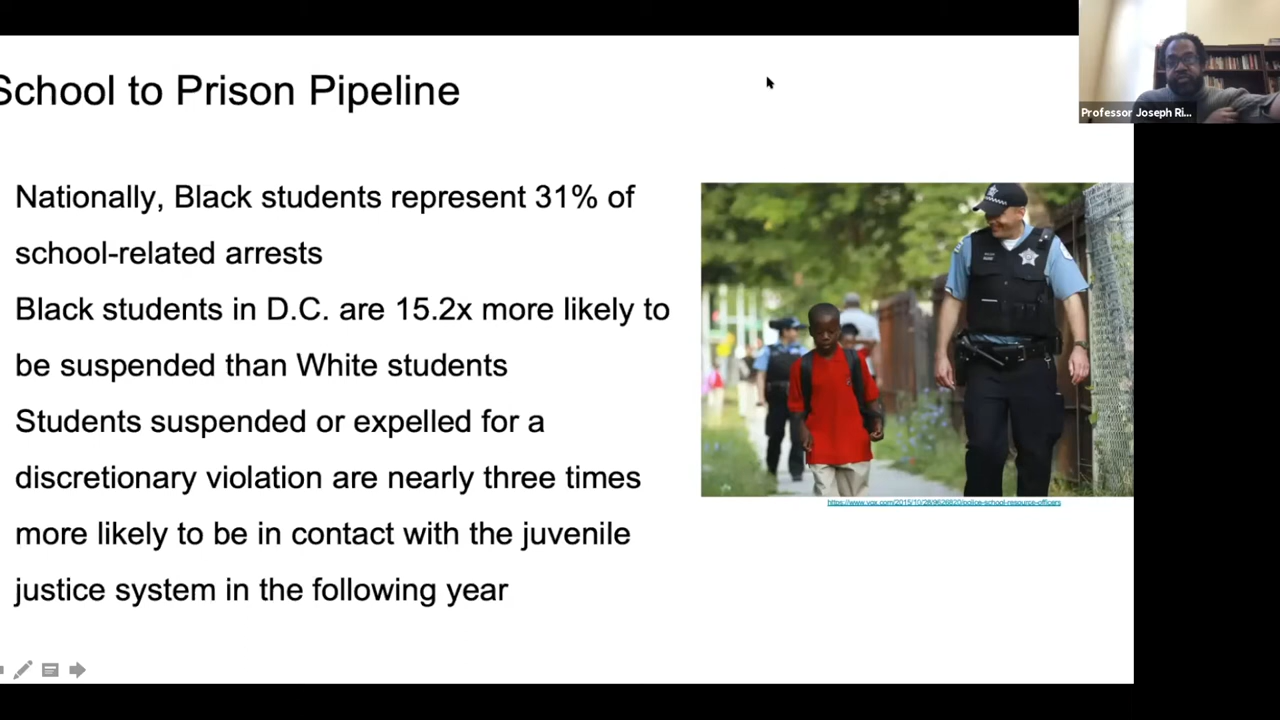 School to Prison Pipeline
Professor Joseph Ri...
Nationally, Black students represent 31% of
school-related arrests
Black students in D.C. are 15.2x more likely to
be suspended than White students
Students suspended or expelled for a
discretionary violation are nearly three times
more likely to be in contact with the juvenile
justice system in the following year
https://www.vox.com/2015/10/28/9626820/police-school-resource-officers